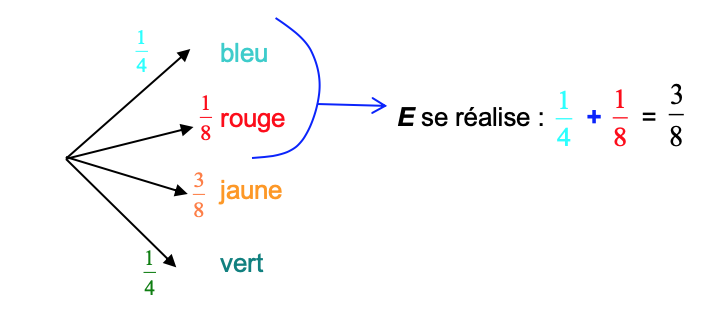 1/4 bleu
1/8 rouge
E se réalise : 1/4 + 1/8 = 3/8
3/8 jaune
1/4 vert